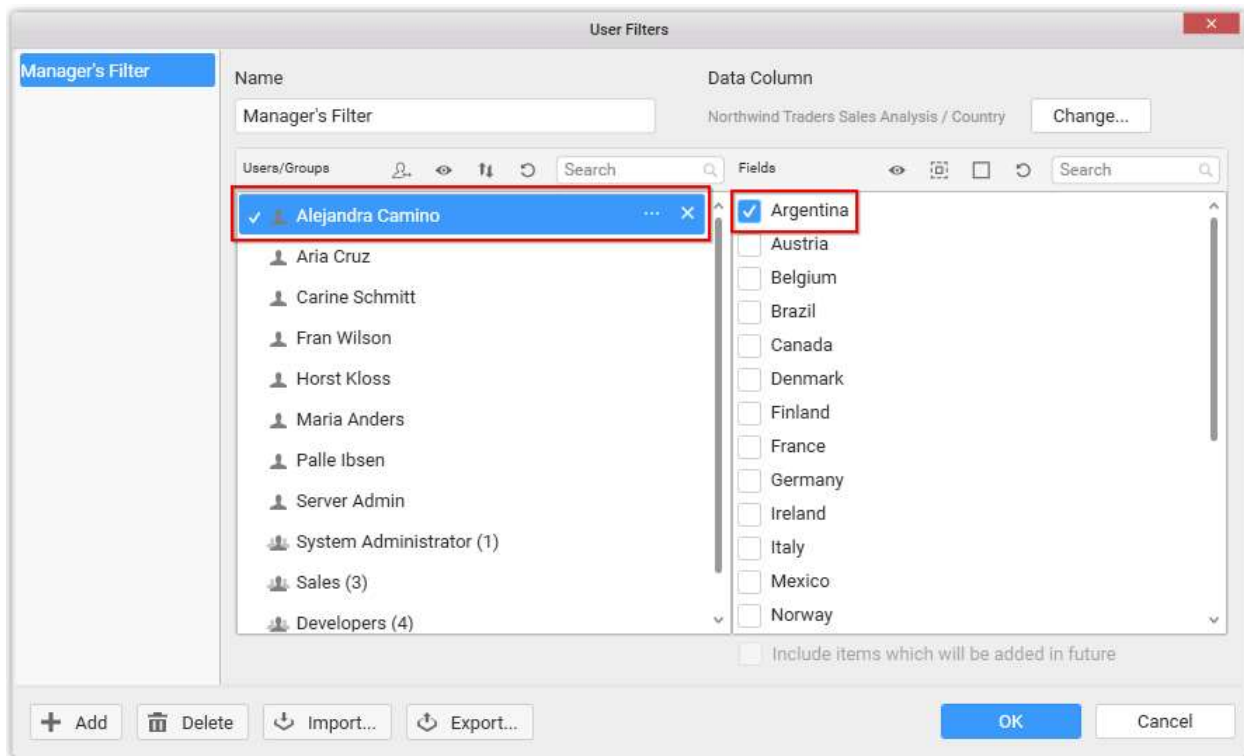 User Filters
Manager's Filter
Name
Data Column
Manager's Filter
Northwind Traders Sales Analysis / Country
Change...
Users/Groups
Search
Fields
Search
Alejandra Camino
Aria Cruz
Carine Schmitt
Fran Wilson
Horst Kloss
Maria Anders
Palle Ibsen
Server Admin
System Administrator (1)
Sales (3)
Developers (4)
Argentina
Austria
Belgium
Brazil
Canada
Denmark
Finland
France
Germany
Ireland
Italy
Mexico
Norway
Include items which will be added in future
Add
Delete
Import...
Export...
OK
Cancel